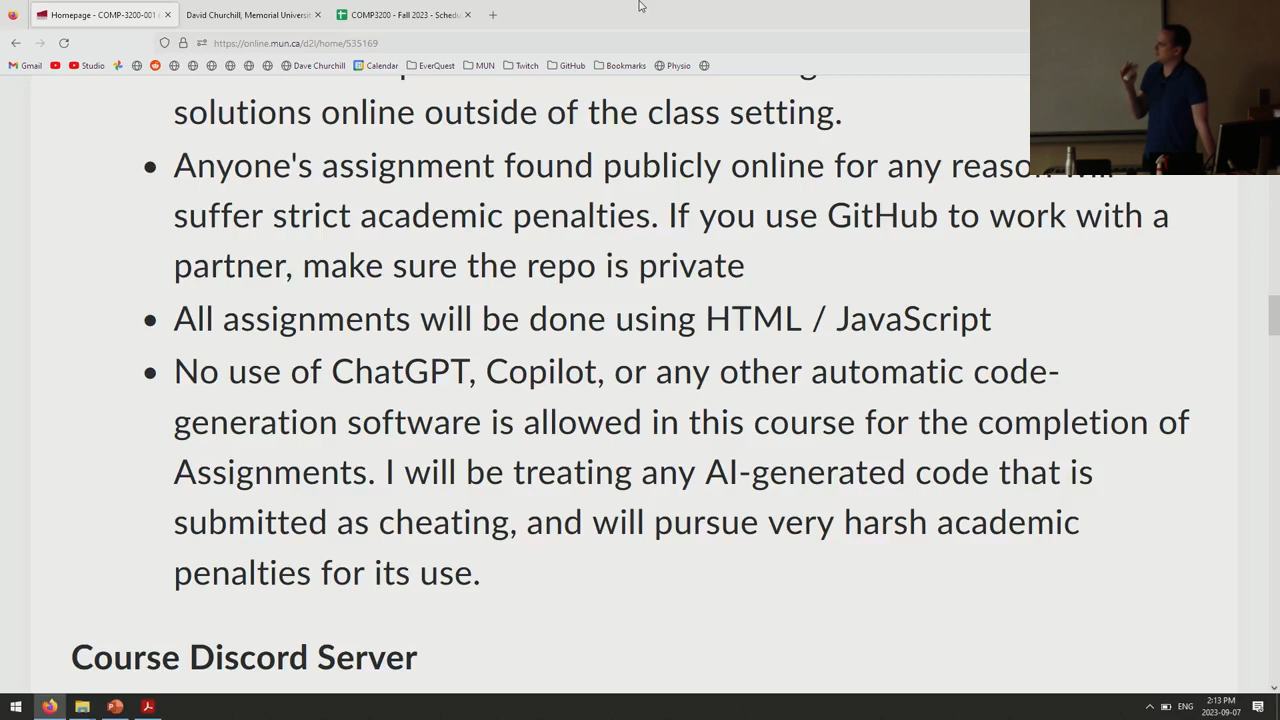 Homepage - COMP-3200-001
David Churchill, Memorial Universit
COMP3200 - Fall 2023 - Schedu
https://online.mun.ca/d2l/home/535169
Gmail
Studio
Dave Churchill
Calendar
EverQuest
MUN
Twitch
GitHub
Bookmarks
Physio
solutions online outside of the class setting.
• Anyone's assignment found publicly online for any reason will
suffer strict academic penalties. If you use GitHub to work with a
partner, make sure the repo is private
• All assignments will be done using HTML / JavaScript
• No use of ChatGPT, Copilot, or any other automatic code-
generation software is allowed in this course for the completion of
Assignments. I will be treating any AI-generated code that is
submitted as cheating, and will pursue very harsh academic
penalties for its use.
Course Discord Server
ENG
2:13 PM
2023-09-07